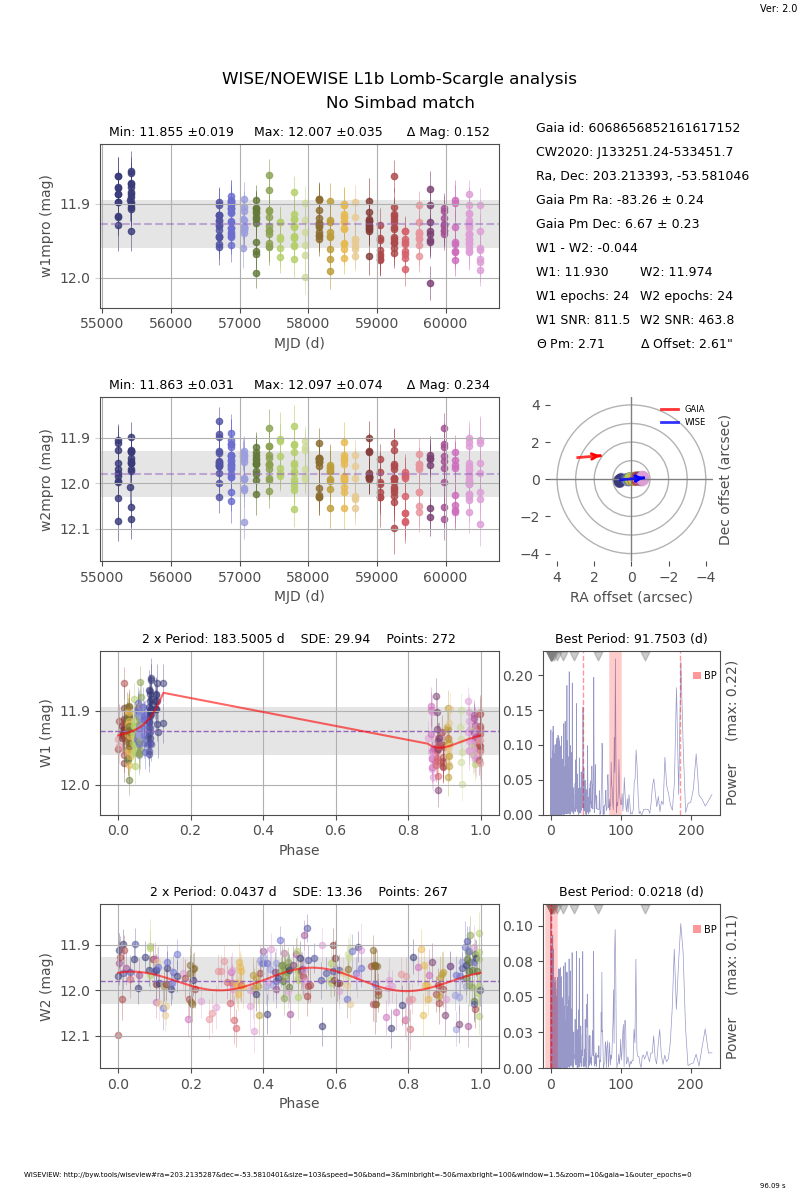 Ver: 2.0
WISE/NOEWISE L1b Lomb-Scargle analysis
No Simbad match
Min: 11.855 ±0.019 Max: 12.007 ±0.035 Δ Mag: 0.152
w1mpro (mag)
11.9
12.0
55000 56000 57000 58000 59000 60000
MJD (d)
Gaia id: 6068656852161617152
CW2020: J133251.24-533451.7
Ra, Dec: 203.213393, -53.581046
Gaia Pm Ra: -83.26 ± 0.24
Gaia Pm Dec: 6.67 ± 0.23
W1 - W2: -0.044
W1: 11.930 W2: 11.974
W1 epochs: 24 W2 epochs: 24
W1 SNR: 811.5 W2 SNR: 463.8
Θ Pm: 2.71 Δ Offset: 2.61"
Min: 11.863 ±0.031 Max: 12.097 ±0.074 Δ Mag: 0.234
w2mpro (mag)
11.9
12.0
12.1
55000 56000 57000 58000 59000 60000
MJD (d)
GAIA
WISE
4
2
0
−2
−4
4 2 0 −2 −4
RA offset (arcsec)
Dec offset (arcsec)
2 x Period: 183.5005 d SDE: 29.94 Points: 272
W1 (mag)
11.9
12.0
0.0 0.2 0.4 0.6 0.8 1.0
Phase
Best Period: 91.7503 (d)
BP
0.20
0.15
0.10
0.05
0.00
0 100 200
Power (max: 0.22)
2 x Period: 0.0437 d SDE: 13.36 Points: 267
W2 (mag)
11.9
12.0
12.1
0.0 0.2 0.4 0.6 0.8 1.0
Phase
Best Period: 0.0218 (d)
BP
0.10
0.08
0.05
0.03
0.00
0 100 200
Power (max: 0.11)
WISEVIEW: http://byw.tools/wiseview#ra=203.2135287&dec=-53.5810401&size=103&speed=50&band=3&minbright=-50&maxbright=100&window=1.5&zoom=10&gaia=1&outer_epochs=0
96.09 s